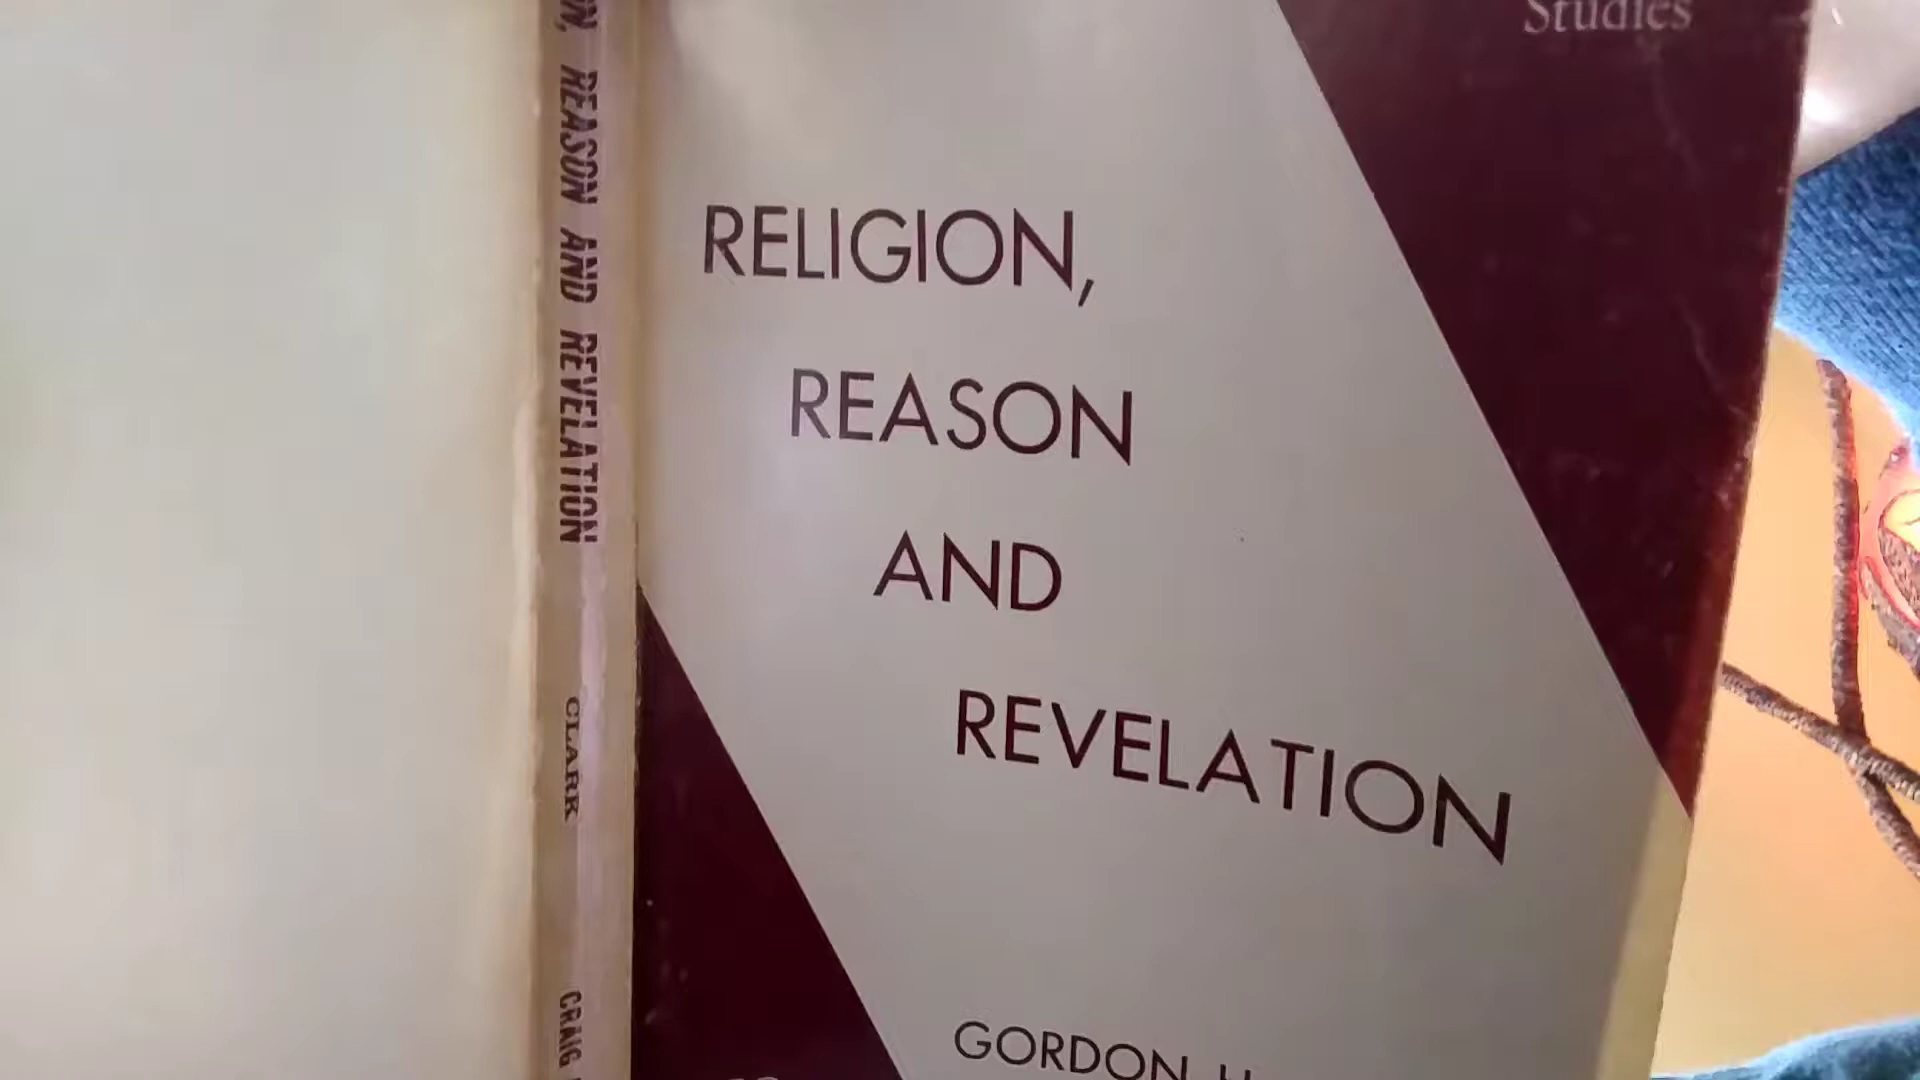 REASON AND REVELATION
CLARK
CRAIG
Studies
RELIGION,
REASON
AND
REVELATION
GORDON H